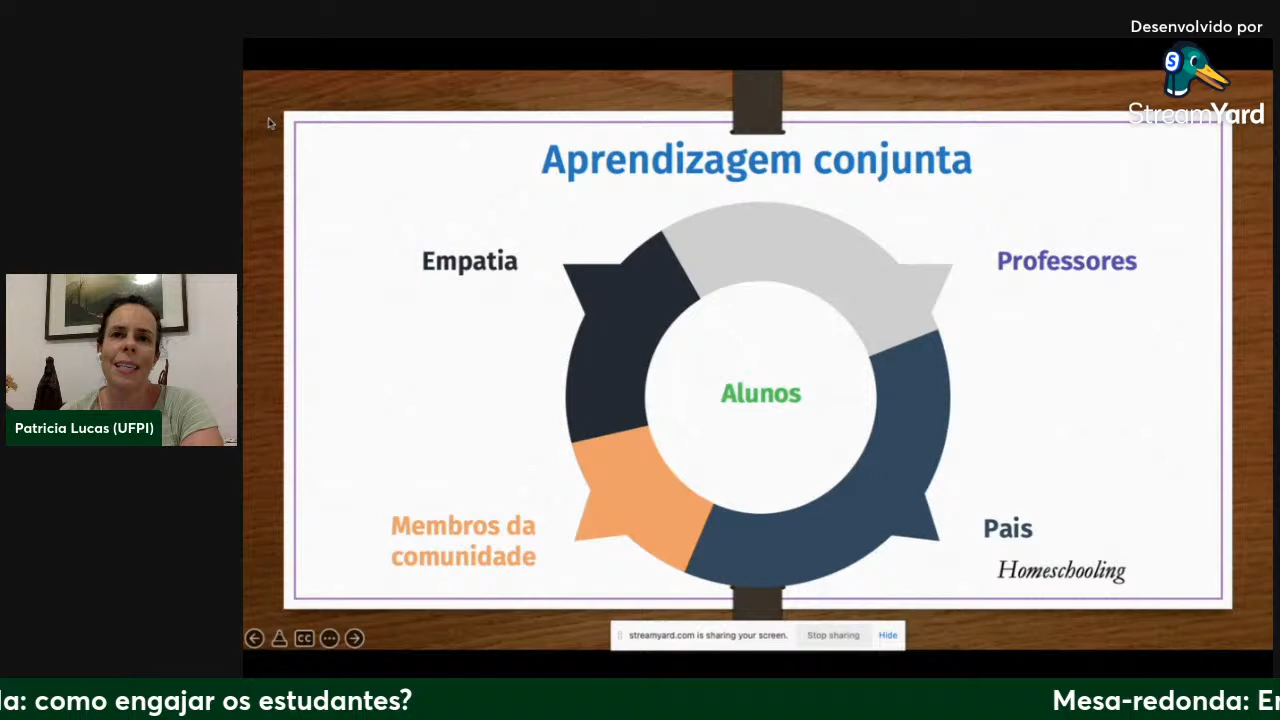 Desenvolvido por
StreamYard
Aprendizagem conjunta
Empatia
Professores
Alunos
Membros da
comunidade
Pais
Homeschooling
Patricia Lucas (UFPI)
CC
streamyard.com is sharing your screen.
Stop sharing
Hide
como engajar os estudantes?
Mesa-redonda: